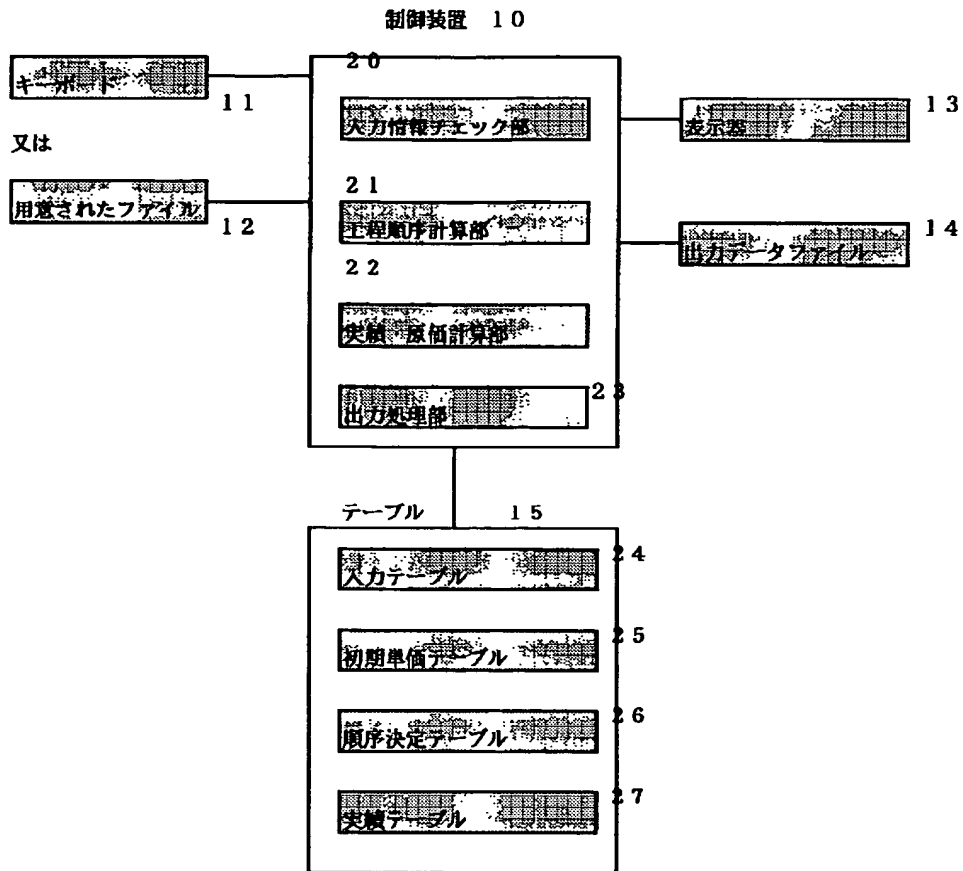 制御装置 10
20
キーボード
11
入力情報チェック部
13
表示器
又は
用意されたファイル
12
21
工程順序計算部
14
出力データファイル
22
実績・原価計算部
23
出力処理部
テーブル 15
24
入力テーブル
25
初期単価テーブル
26
順序決定テーブル
27
実績テーブル